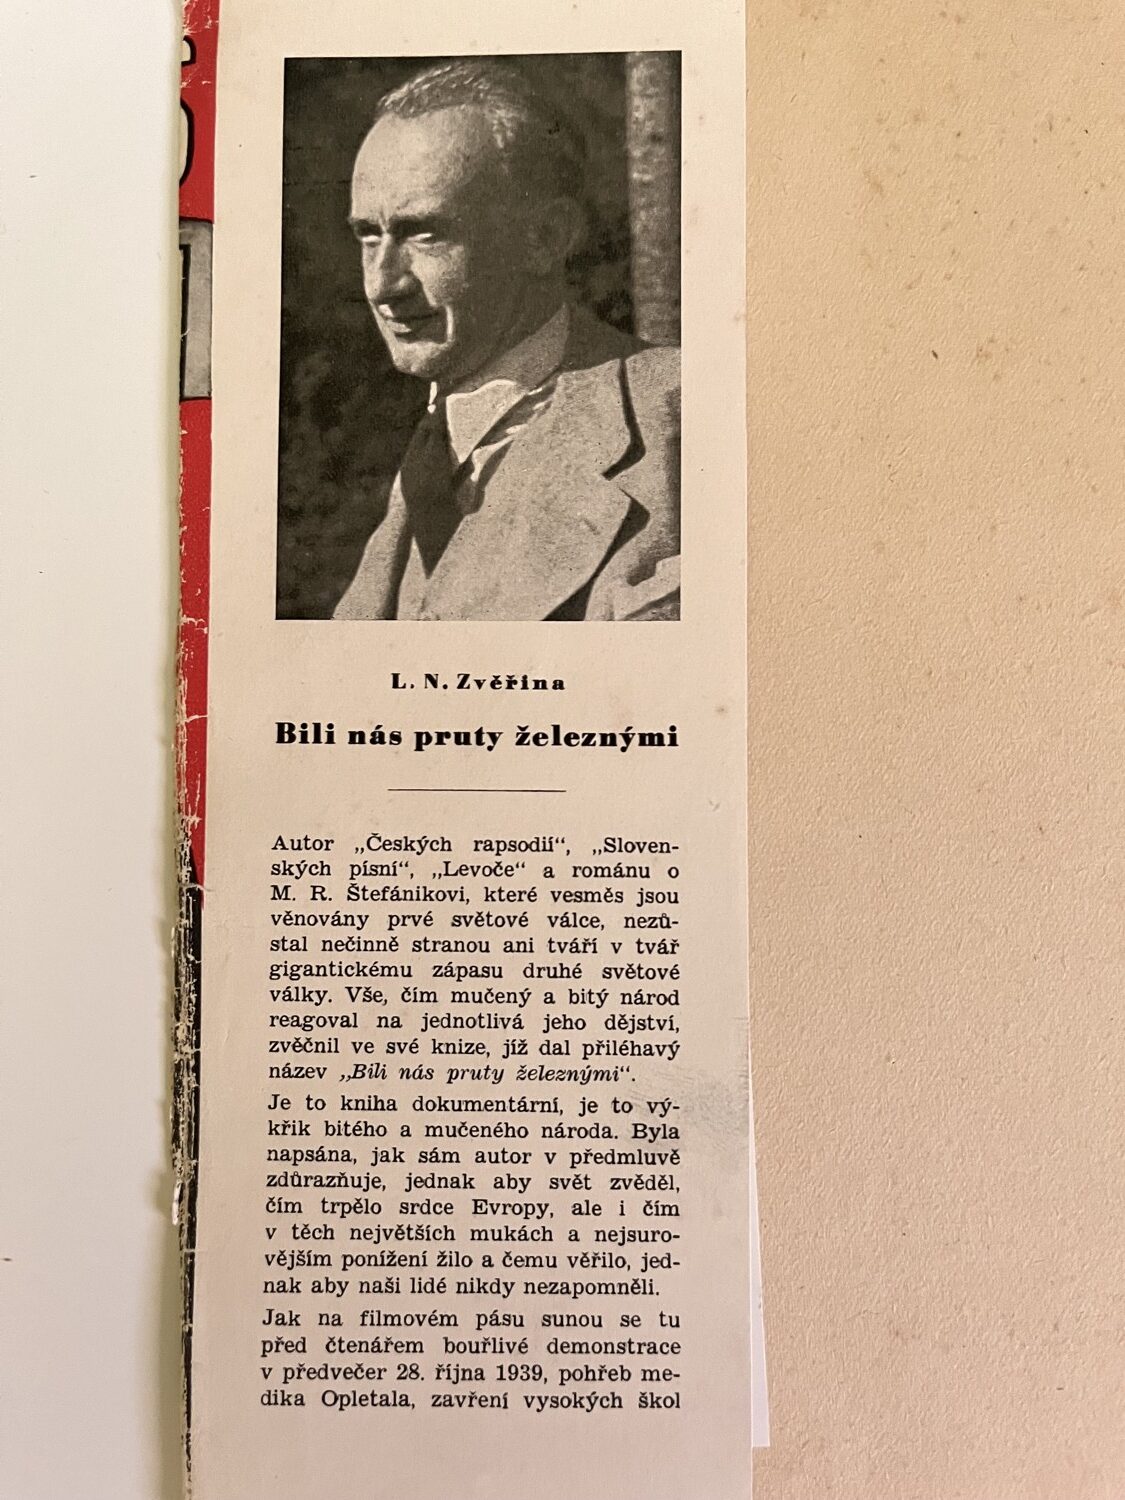 L. N. Zvěřina
Bili nás pruty železnými
Autor „Českých rapsodií“, „Sloven-
ských písní“, „Levoče“ a románu o
M. R. Štefánikovi, které vesměs jsou
věnovány prvé světové válce, nezů-
stal nečinně stranou ani tváří v tvář
gigantickému zápasu druhé světové
války. Vše, čím mučený a bitý národ
reagoval na jednotlivá jeho dějství,
zvěčnil ve své knize, jíž dal přiléhavý
název „Bili nás pruty železnými“.
Je to kniha dokumentární, je to vý-
křik bitého a mučeného národa. Byla
napsána, jak sám autor v předmluvě
zdůrazňuje, jednak aby svět zvěděl,
čím trpělo srdce Evropy, ale i čím
v těch největších mukách a nejsuro-
vějším ponížení žilo a čemu věřilo, jed-
nak aby naši lidé nikdy nezapomněli.
Jak na filmovém pásu sunou se tu
před čtenářem bouřlivé demonstrace
v předvečer 28. října 1939, pohřeb me-
dika Opletala, zavření vysokých škol